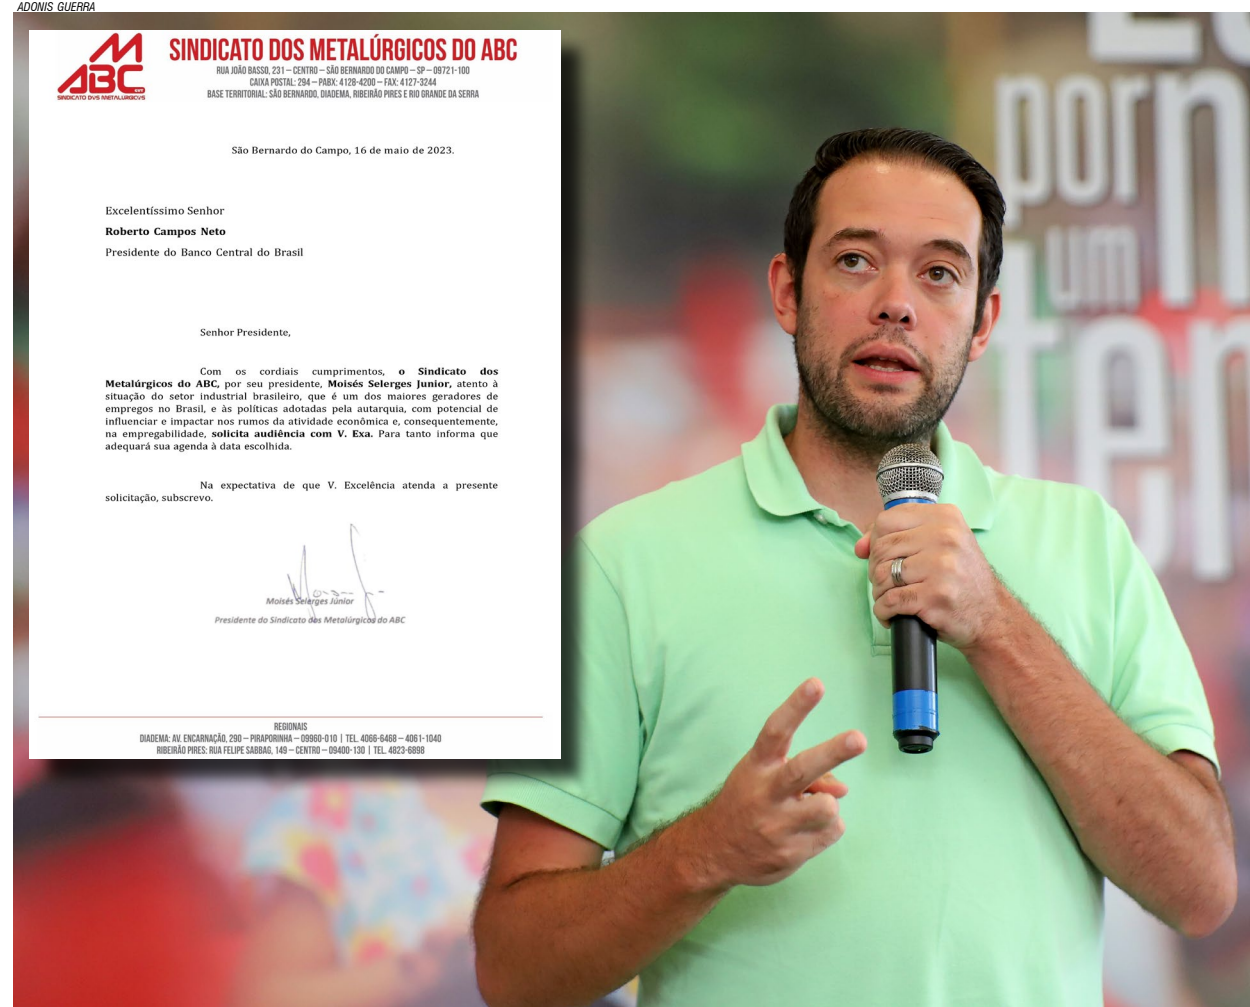 ADONIS GUERRA
ABC
CUT
SINDICATO DOS METALÚRGICOS
SINDICATO DOS METALÚRGICOS DO ABC
RUA JOÃO BASSO, 231 – CENTRO – SÃO BERNARDO DO CAMPO – SP – 09721-100
CAIXA POSTAL: 294 – PABX: 4128-4200 – FAX: 4127-3244
BASE TERRITORIAL: SÃO BERNARDO, DIADEMA, RIBEIRÃO PIRES E RIO GRANDE DA SERRA
São Bernardo do Campo, 16 de maio de 2023.
Excelentíssimo Senhor
Roberto Campos Neto
Presidente do Banco Central do Brasil
Senhor Presidente,
Com os cordiais cumprimentos, o Sindicato dos
Metalúrgicos do ABC, por seu presidente, Moisés Selerges Junior, atento à
situação do setor industrial brasileiro, que é um dos maiores geradores de
empregos no Brasil, e às políticas adotadas pela autarquia, com potencial de
influenciar e impactar nos rumos da atividade econômica e, consequentemente,
na empregabilidade, solicita audiência com V. Exa. Para tanto informa que
adequará sua agenda à data escolhida.
Na expectativa de que V. Excelência atenda a presente
solicitação, subscrevo.
Moisés Selerges Júnior
Presidente do Sindicato dos Metalúrgicos do ABC
REGIONAIS
DIADEMA: AV. ENCARNAÇÃO, 290 – PIRAPORINHA – 09960-010 | TEL. 4066-6468 – 4061-1040
RIBEIRÃO PIRES: RUA FELIPE SABBAG, 149 – CENTRO – 09400-130 | TEL. 4823-6898
por
um